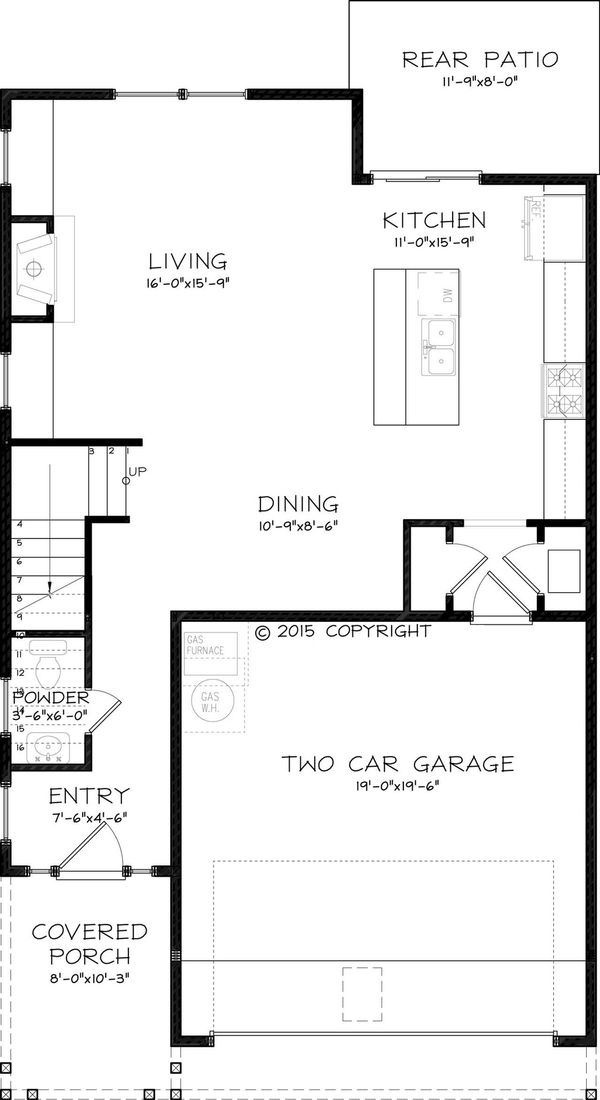 REAR PATIO
11'-9"x8'-0"
KITCHEN
11'-0"x15'-9"
REF.
LIVING
16'-0"x15'-9"
DW
3 2 1
UP
DINING
10'-9"x8'-6"
4
5
6
7
8
9
10
11
12
13
14
15
16
© 2015 COPYRIGHT
GAS
FURNACE
GAS
W.H.
POWDER
3'-6"x6'-0"
TWO CAR GARAGE
19'-0"x19'-6"
ENTRY
7'-6"x4'-6"
COVERED
PORCH
8'-0"x10'-3"